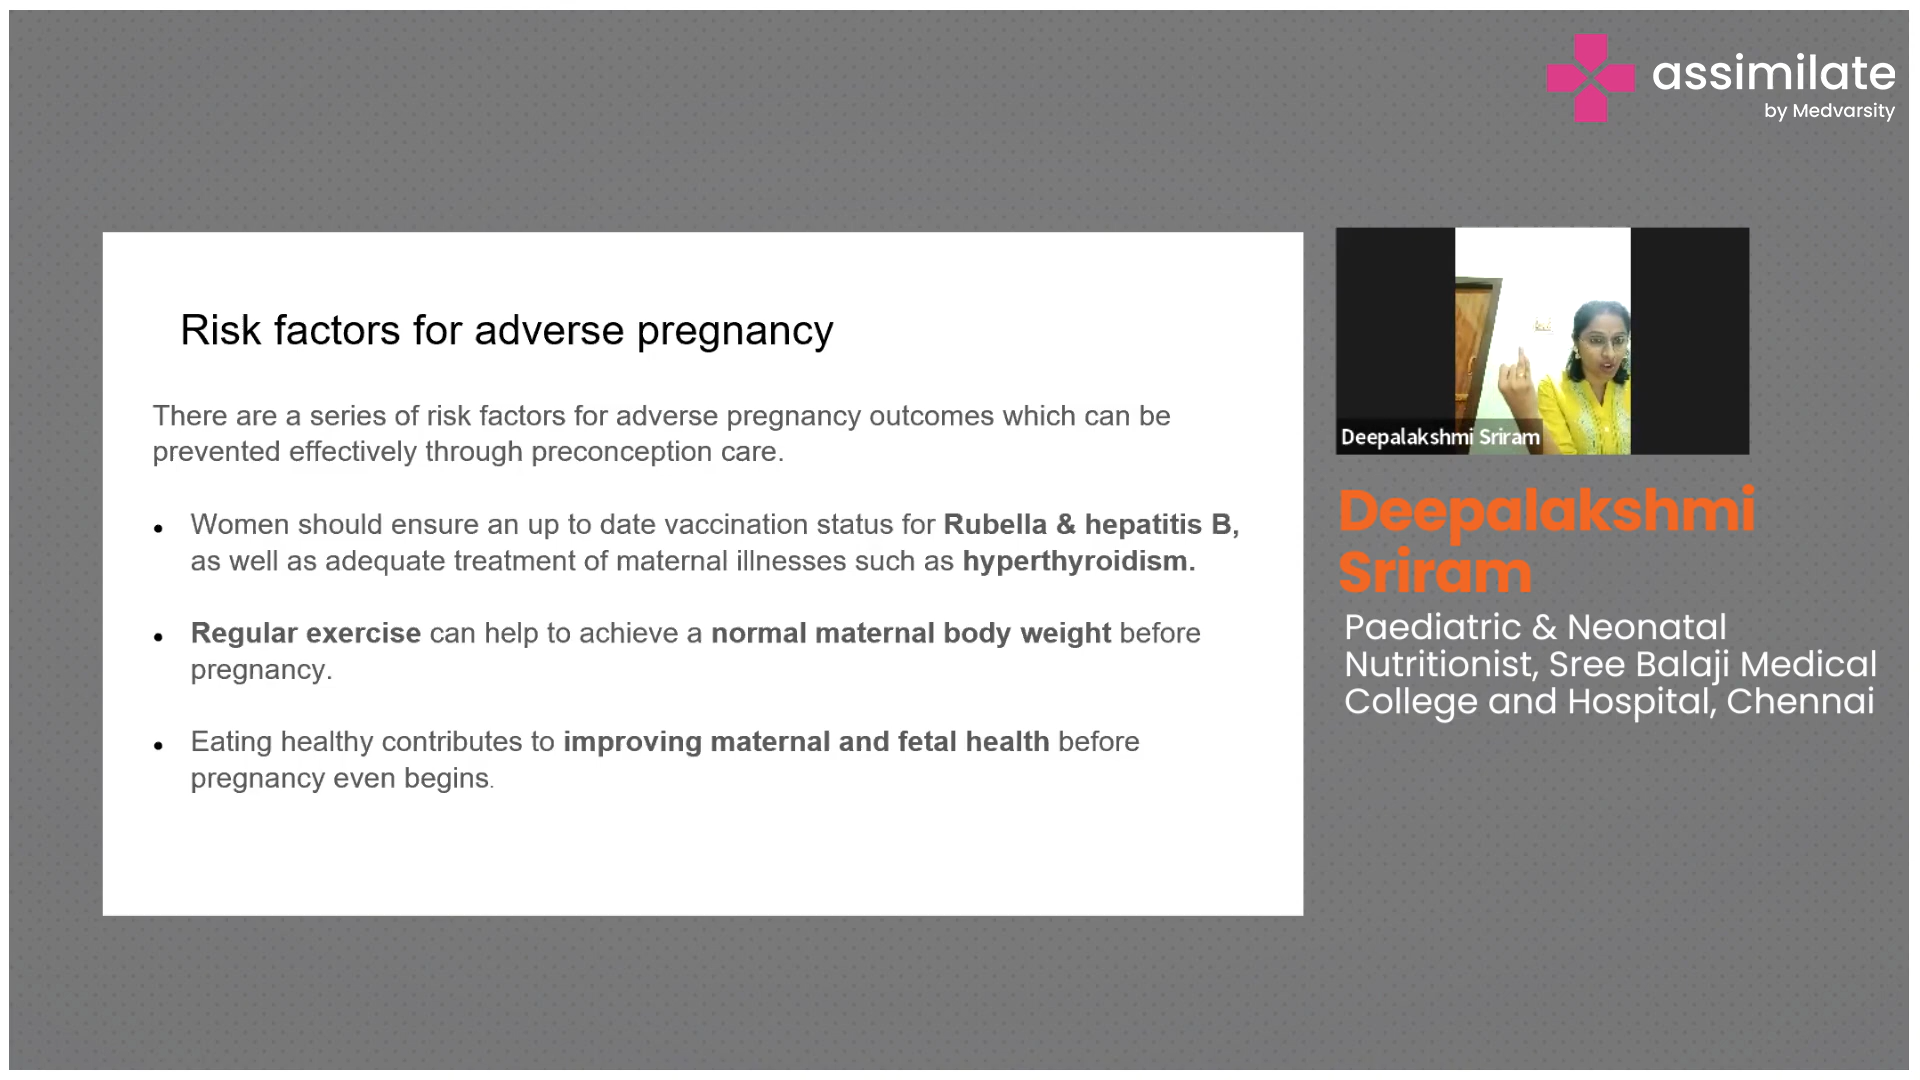 assimilate
by Medvarsity
Risk factors for adverse pregnancy
There are a series of risk factors for adverse pregnancy outcomes which can be
prevented effectively through preconception care.
• Women should ensure an up to date vaccination status for Rubella & hepatitis B,
as well as adequate treatment of maternal illnesses such as hyperthyroidism.
• Regular exercise can help to achieve a normal maternal body weight before
pregnancy.
• Eating healthy contributes to improving maternal and fetal health before
pregnancy even begins.
Deepalakshmi Sriram
Deepalakshmi
Sriram
Paediatric & Neonatal
Nutritionist, Sree Balaji Medical
College and Hospital, Chennai